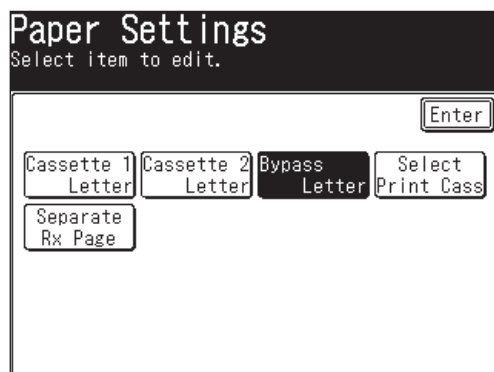 Paper Settings
Select item to edit.
Enter
Cassette 1
Letter
Cassette 2
Letter
Bypass
Letter
Select
Print Cass
Separate
Rx Page